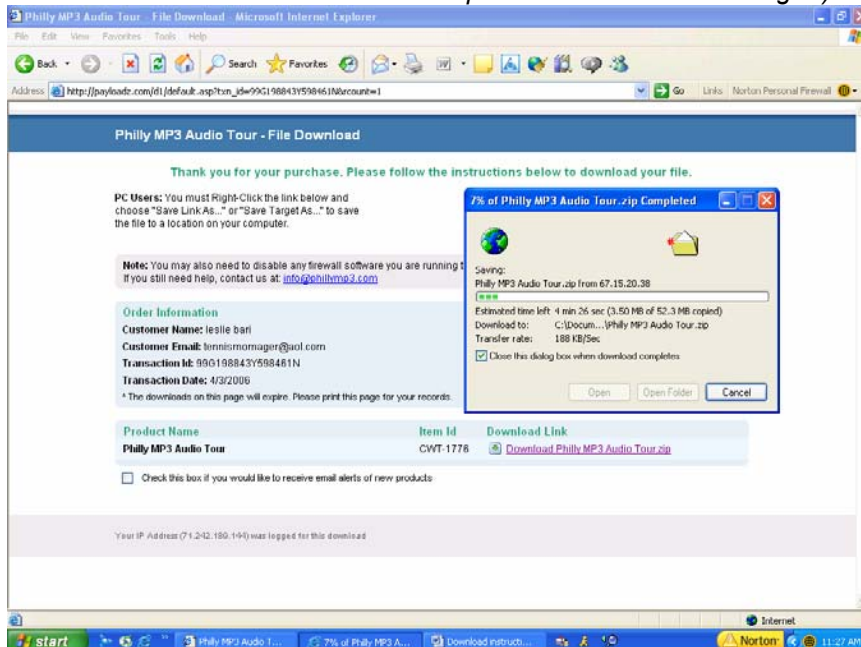 Philly MP3 Audio Tour - File Download - Microsoft Internet Explorer
File Edit View Favorites Tools Help
Back Search Favorites
Address http://payloadz.com/d1/default.asp?txn_id=99G198843Y598461N&rcount=1 Go Links Norton Personal Firewall
Philly MP3 Audio Tour - File Download
Thank you for your purchase. Please follow the instructions below to download your file.
PC Users: You must Right-Click the link below and
choose "Save Link As..." or "Save Target As..." to save
the file to a location on your computer.
Note: You may also need to disable any firewall software you are running
If you still need help, contact us at: info@phillymp3.com
Order Information
Customer Name: leslie bari
Customer Email: tennismomager@aol.com
Transaction Id: 99G198843Y598461N
Transaction Date: 4/3/2006
* The downloads on this page will expire. Please print this page for your records.
7% of Philly MP3 Audio Tour.zip Completed
Saving:
Philly MP3 Audio Tour.zip from 67.15.20.38
Estimated time left 4 min 26 sec (3.50 MB of 52.3 MB copied)
Download to: C:\Docum...\Philly MP3 Audio Tour.zip
Transfer rate: 188 KB/Sec
Close this dialog box when download completes
Open Open Folder Cancel
Product Name Item Id Download Link
Philly MP3 Audio Tour CWT-1776 Download Philly MP3 Audio Tour.zip
Check this box if you would like to receive email alerts of new products
Your IP Address (71.242.180.144) was logged for this download
Internet
start Philly MP3 Audio T... 7% of Philly MP3 A... Download instructi... Norton 11:27 AM